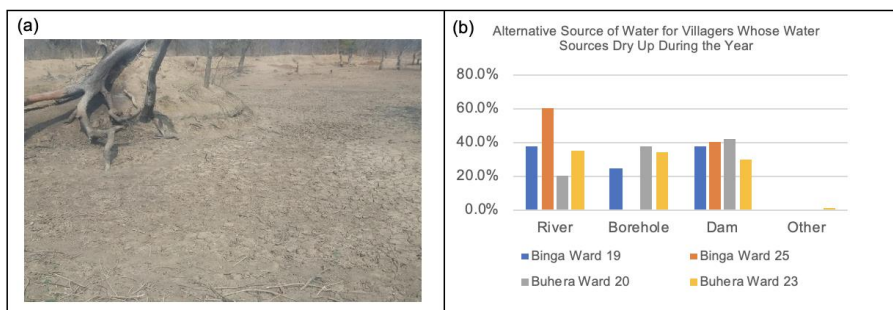 (a)
(b)
Alternative Source of Water for Villagers Whose Water
Sources Dry Up During the Year
80.0%
60.0%
40.0%
20.0%
0.0%
River Borehole Dam Other
Binga Ward 19 Binga Ward 25
Buhera Ward 20 Buhera Ward 23